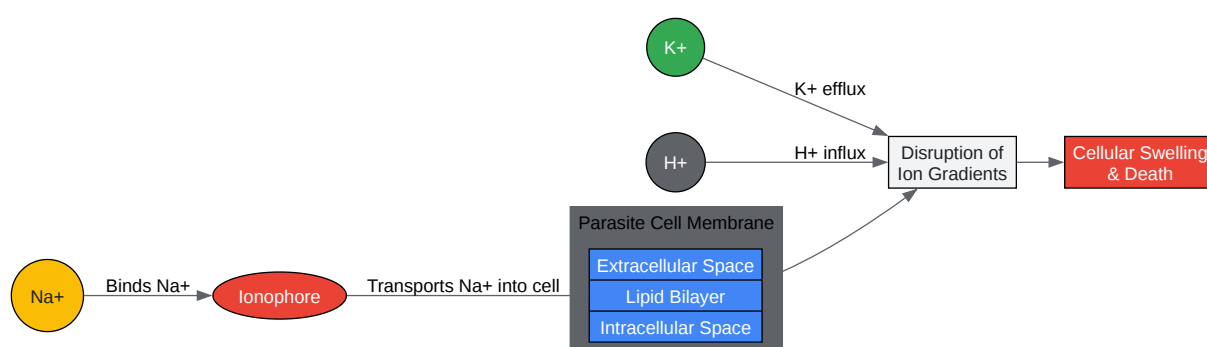 K+
K+ efflux
H+
H+ influx
Disruption of
Ion Gradients
Cellular Swelling
& Death
Parasite Cell Membrane
Extracellular Space
Lipid Bilayer
Intracellular Space
Na+
Binds Na+
Ionophore
Transports Na+ into cell